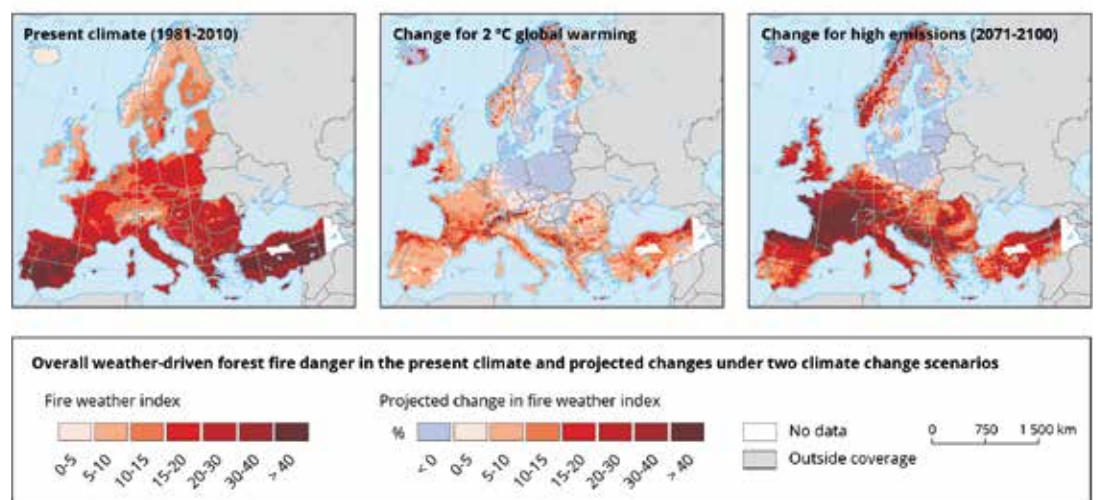 Present climate (1981-2010)
Change for 2 °C global warming
Change for high emissions (2071-2100)
Overall weather-driven forest fire danger in the present climate and projected changes under two climate change scenarios
Fire weather index
0-5 5-10 10-15 15-20 20-30 30-40 > 40
Projected change in fire weather index
% < 0 0-5 5-10 10-15 15-20 20-30 30-40 > 40
No data
Outside coverage
0 750 1 500 km